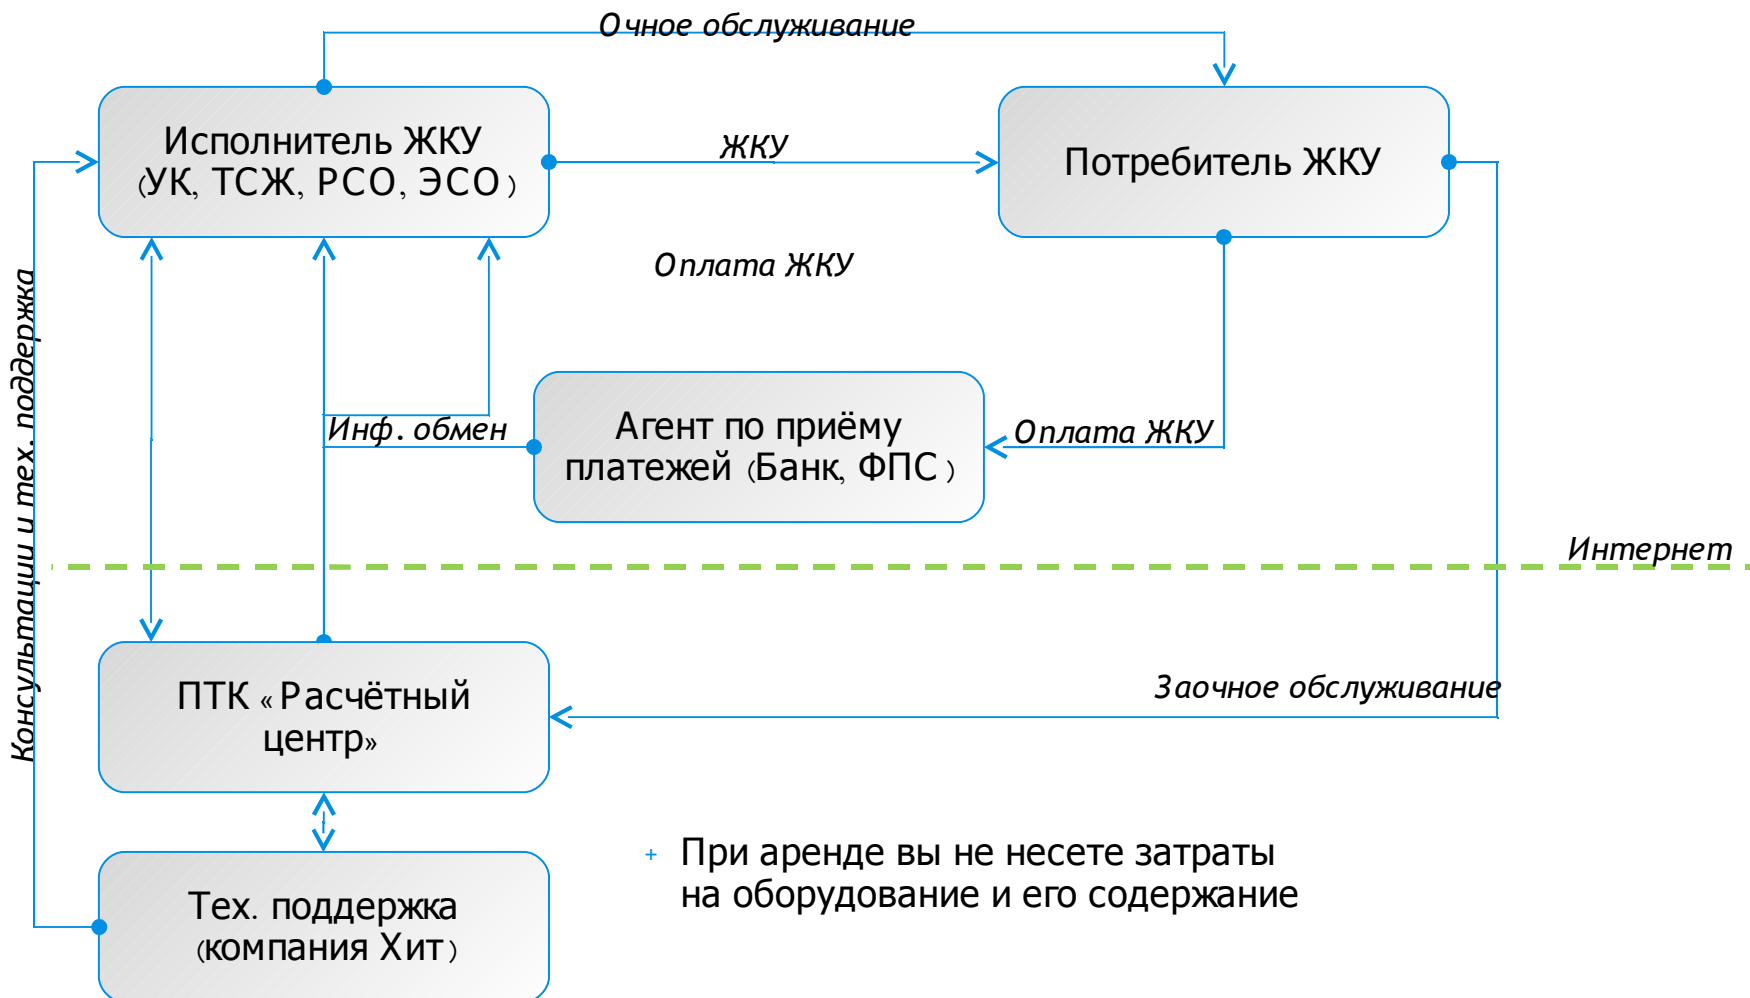 Очное обслуживание
Исполнитель ЖКУ
(УК, ТСЖ, РСО, ЭСО)
ЖКУ
Потребитель ЖКУ
Оплата ЖКУ
Консультации и тех. поддержка
Инф. обмен
Агент по приёму
платежей (Банк, ФПС)
Оплата ЖКУ
Интернет
ПТК «Расчётный
центр»
Заочное обслуживание
+ При аренде вы не несете затраты
на оборудование и его содержание
Тех. поддержка
(компания Хит)